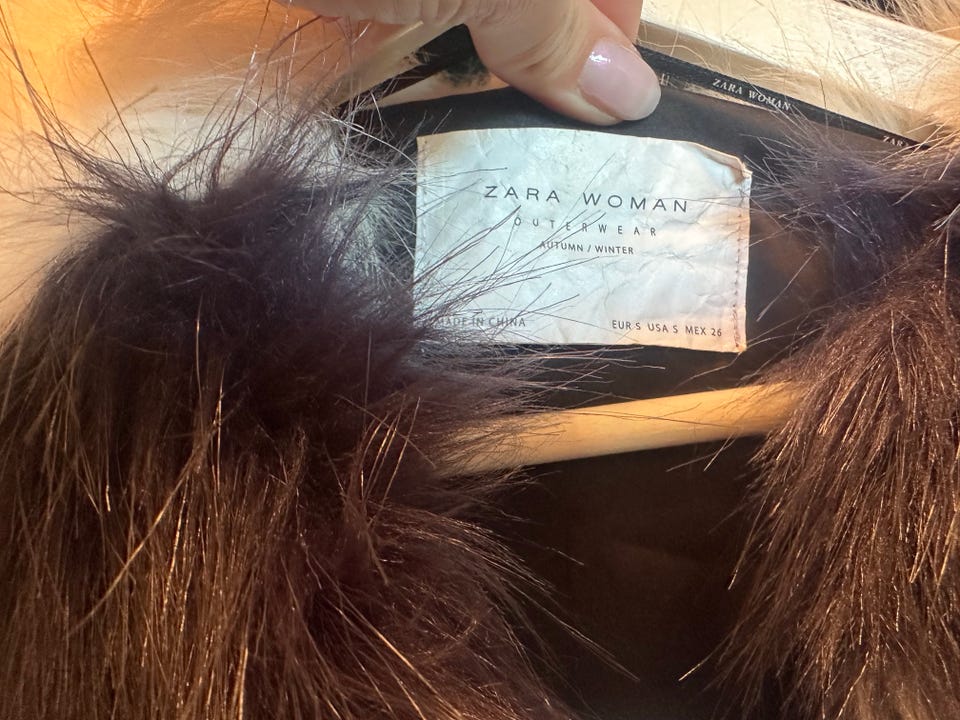 ZARA WOMAN
ZARA WOMAN
OUTERWEAR
AUTUMN / WINTER
MADE IN CHINA
EUR S USA S MEX 26